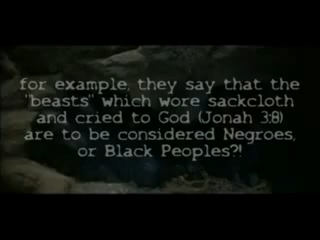 for example, they say that the
"beasts" which wore sackcloth
and cried to God (Jonah 3:8)
are to be considered Negroes,
or Black Peoples?!